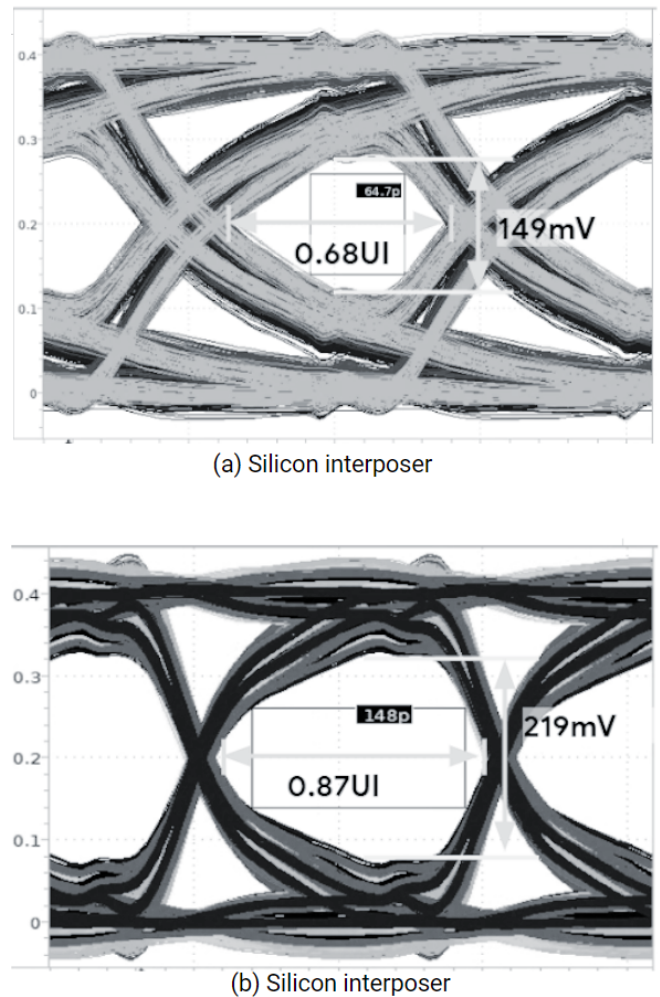 0.4
0.3
64.7p
0.2
149mV
0.68UI
0.1
0
(a) Silicon interposer
0.4
0.3
148p
219mV
0.2
0.87UI
0.1
0
(b) Silicon interposer